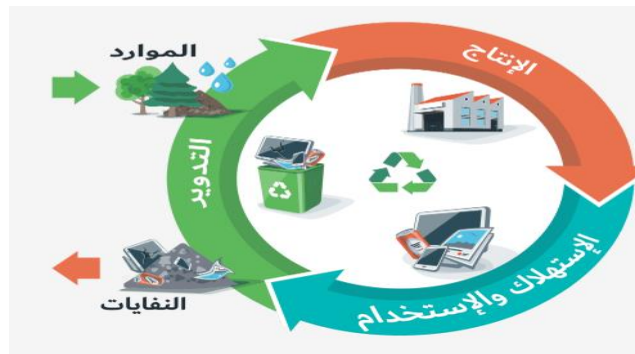 الموارد
الإنتاج
التدوير
الإستهلاك والإستخدام
النفايات